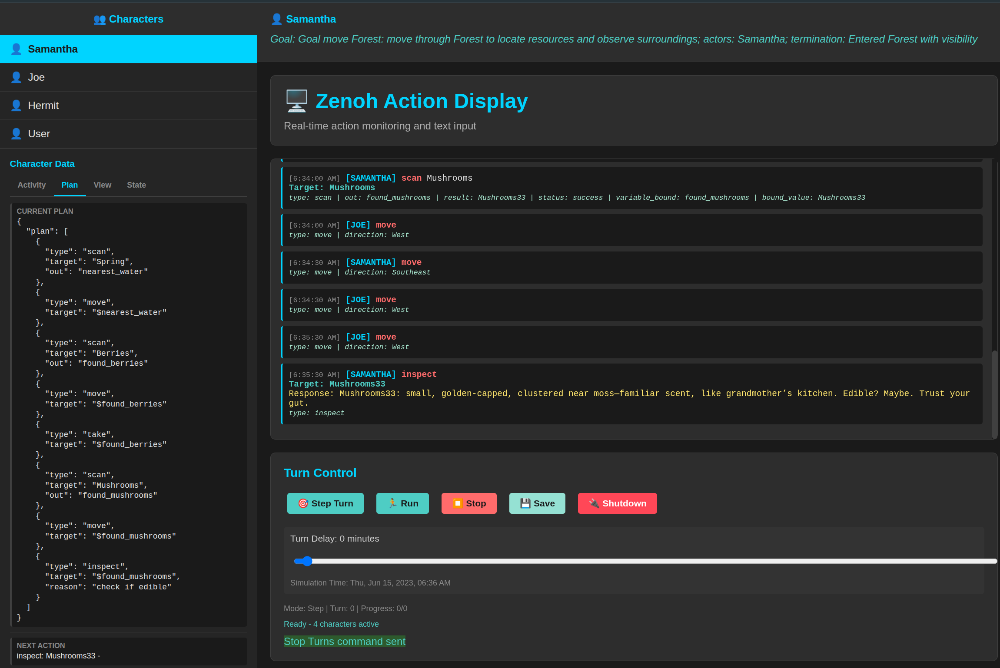 Characters
Samantha
Joe
Hermit
User
Character Data
Activity Plan View State
CURRENT PLAN
{
"plan": [
{
"type": "scan",
"target": "Spring",
"out": "nearest_water"
},
{
"type": "move",
"target": "$nearest_water"
},
{
"type": "scan",
"target": "Berries",
"out": "found_berries"
},
{
"type": "move",
"target": "$found_berries"
},
{
"type": "take",
"target": "$found_berries"
},
{
"type": "scan",
"target": "Mushrooms",
"out": "found_mushrooms"
},
{
"type": "move",
"target": "$found_mushrooms"
},
{
"type": "inspect",
"target": "$found_mushrooms",
"reason": "check if edible"
}
]
}
NEXT ACTION
inspect: Mushrooms33 -
Samantha
Goal: Goal move Forest: move through Forest to locate resources and observe surroundings; actors: Samantha; termination: Entered Forest with visibility
Zenoh Action Display
Real-time action monitoring and text input
[6:34:00 AM] [SAMANTHA] scan Mushrooms
Target: Mushrooms
type: scan | out: found_mushrooms | result: Mushrooms33 | status: success | variable_bound: found_mushrooms | bound_value: Mushrooms33
[6:34:00 AM] [JOE] move
type: move | direction: West
[6:34:30 AM] [SAMANTHA] move
type: move | direction: Southeast
[6:34:30 AM] [JOE] move
type: move | direction: West
[6:35:30 AM] [JOE] move
type: move | direction: West
[6:35:30 AM] [SAMANTHA] inspect
Target: Mushrooms33
Response: Mushrooms33: small, golden-capped, clustered near moss—familiar scent, like grandmother’s kitchen. Edible? Maybe. Trust your
gut.
type: inspect
Turn Control
Step Turn Run Stop Save Shutdown
Turn Delay: 0 minutes
Simulation Time: Thu, Jun 15, 2023, 06:36 AM
Mode: Step | Turn: 0 | Progress: 0/0
Ready - 4 characters active
Stop Turns command sent